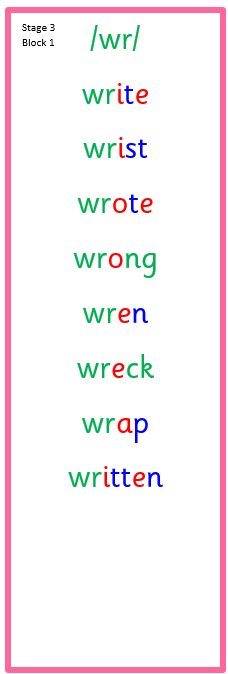 Stage 3
Block 1
/wr/
write
wrist
wrote
wrong
wren
wreck
wrap
written